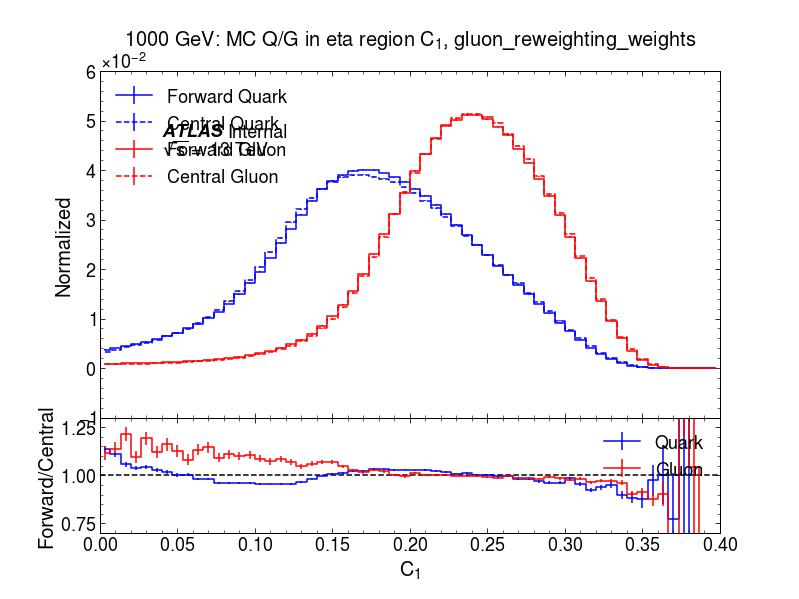 1000 GeV: MC Q/G in eta region C₁, gluon_reweighting_weights
×10⁻²
6
5
4
3
2
1
0
−1
Normalized
Forward Quark
Central Quark
ATLAS Internal
√s = 13 TeV
Forward Gluon
Central Gluon
1.25
1.00
0.75
Forward/Central
Quark
Gluon
0.00 0.05 0.10 0.15 0.20 0.25 0.30 0.35 0.40
C₁